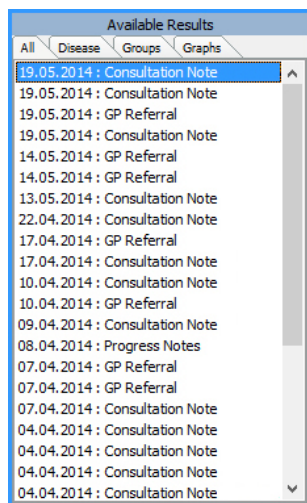 Available Results
All Disease Groups Graphs
19.05.2014 : Consultation Note
19.05.2014 : Consultation Note
19.05.2014 : GP Referral
19.05.2014 : Consultation Note
14.05.2014 : GP Referral
14.05.2014 : GP Referral
13.05.2014 : Consultation Note
22.04.2014 : Consultation Note
17.04.2014 : GP Referral
17.04.2014 : Consultation Note
10.04.2014 : Consultation Note
10.04.2014 : GP Referral
09.04.2014 : Consultation Note
08.04.2014 : Progress Notes
07.04.2014 : GP Referral
07.04.2014 : GP Referral
07.04.2014 : Consultation Note
04.04.2014 : Consultation Note
04.04.2014 : Consultation Note
04.04.2014 : Consultation Note
04.04.2014 : Consultation Note